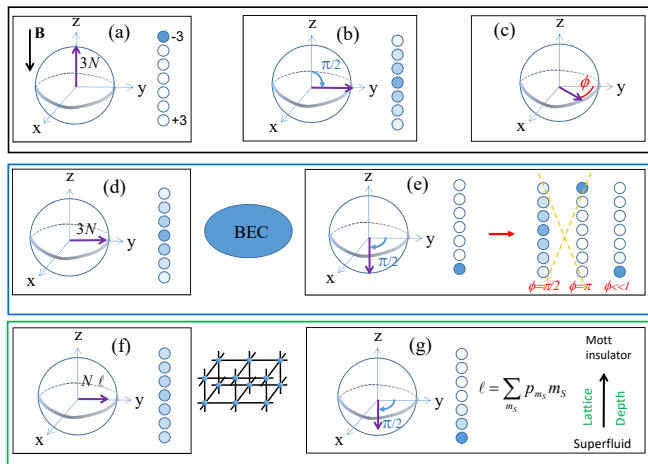 (a)
B
z
3N
y
x
-3
+3
(b)
z
π/2
y
x
(c)
z
ϕ
y
x
(d)
z
3N
y
x
BEC
(e)
z
π/2
y
x
ϕ=π/2 ϕ=π ϕ<<1
(f)
z
N ℓ
y
x
(g)
z
π/2
y
x
ℓ = ∑ p_{m_S} m_S
m_S
Mott
insulator
Lattice
Depth
Superfluid